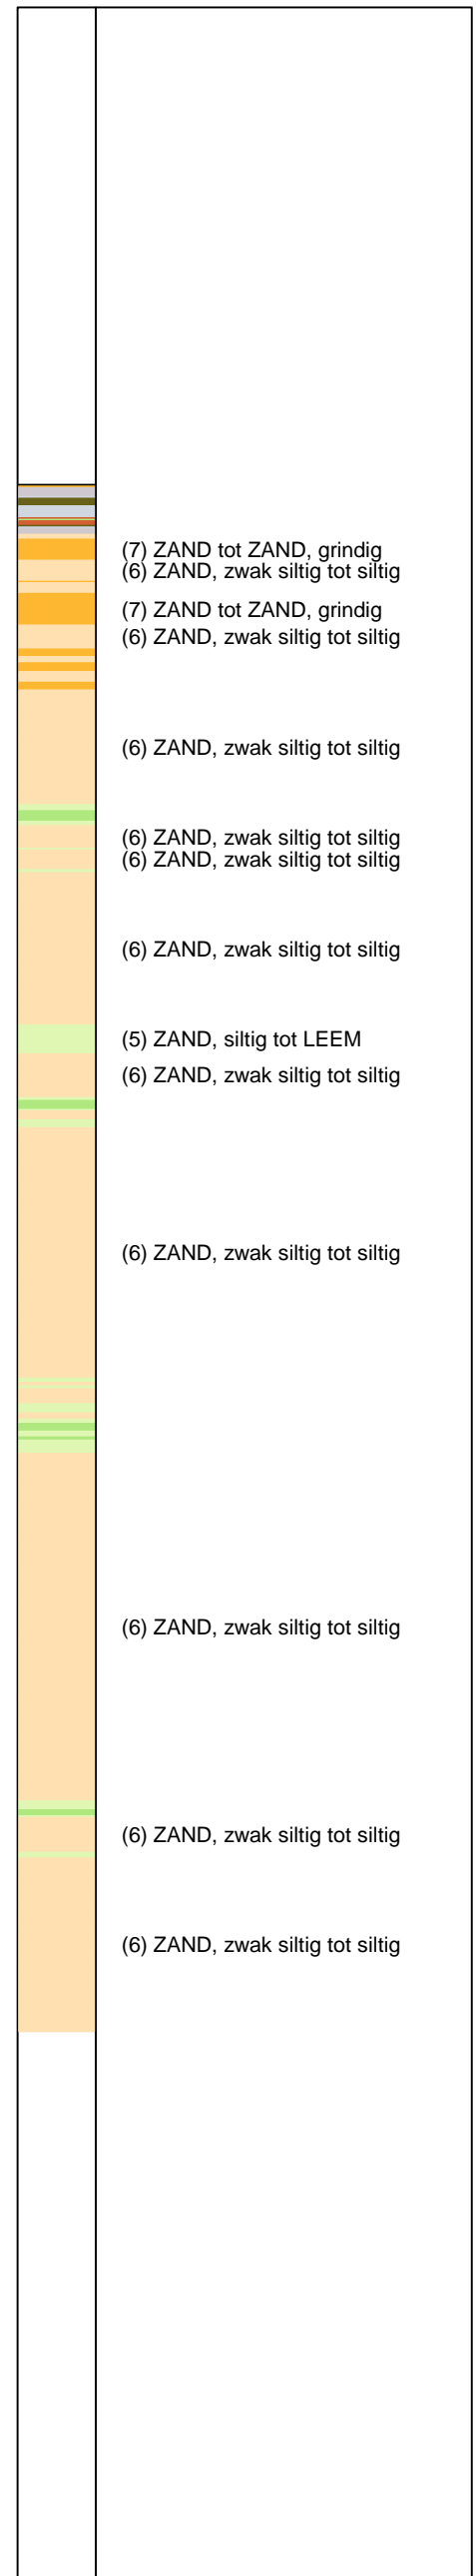 (7) ZAND tot ZAND, grindig
(6) ZAND, zwak siltig tot siltig
(7) ZAND tot ZAND, grindig
(6) ZAND, zwak siltig tot siltig
(6) ZAND, zwak siltig tot siltig
(6) ZAND, zwak siltig tot siltig
(6) ZAND, zwak siltig tot siltig
(6) ZAND, zwak siltig tot siltig
(5) ZAND, siltig tot LEEM
(6) ZAND, zwak siltig tot siltig
(6) ZAND, zwak siltig tot siltig
(6) ZAND, zwak siltig tot siltig
(6) ZAND, zwak siltig tot siltig
(6) ZAND, zwak siltig tot siltig